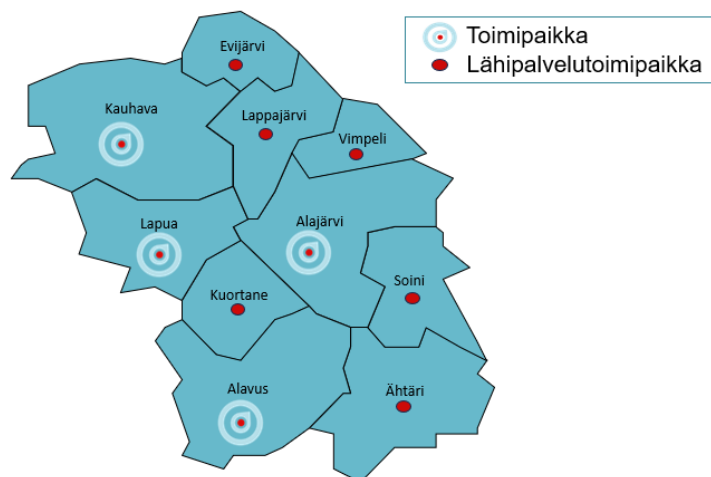 Toimipaikka
Lähipalvelutoimipaikka
Evijärvi
Kauhava
Lappajärvi
Vimpeli
Lapua
Alajärvi
Soini
Kuortane
Alavus
Ähtäri